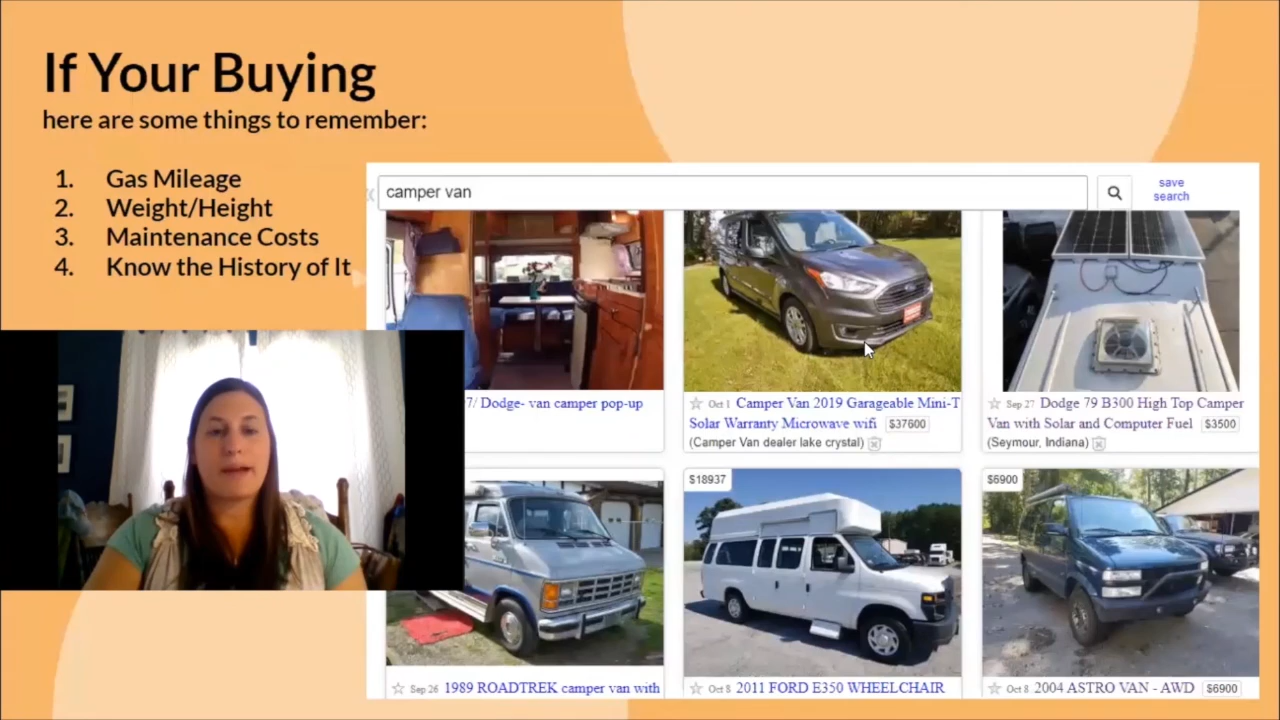 If Your Buying
here are some things to remember:
1. Gas Mileage
2. Weight/Height
3. Maintenance Costs
4. Know the History of It
camper van
save
search
7/ Dodge- van camper pop-up
Oct 1 Camper Van 2019 Garageable Mini-T
Solar Warranty Microwave wifi $37600
(Camper Van dealer lake crystal)
Sep 27 Dodge 79 B300 High Top Camper
Van with Solar and Computer Fuel $3500
(Seymour, Indiana)
$18937
$6900
Sep 26 1989 ROADTREK camper van with
Oct 8 2011 FORD E350 WHEELCHAIR
Oct 8 2004 ASTRO VAN - AWD $6900